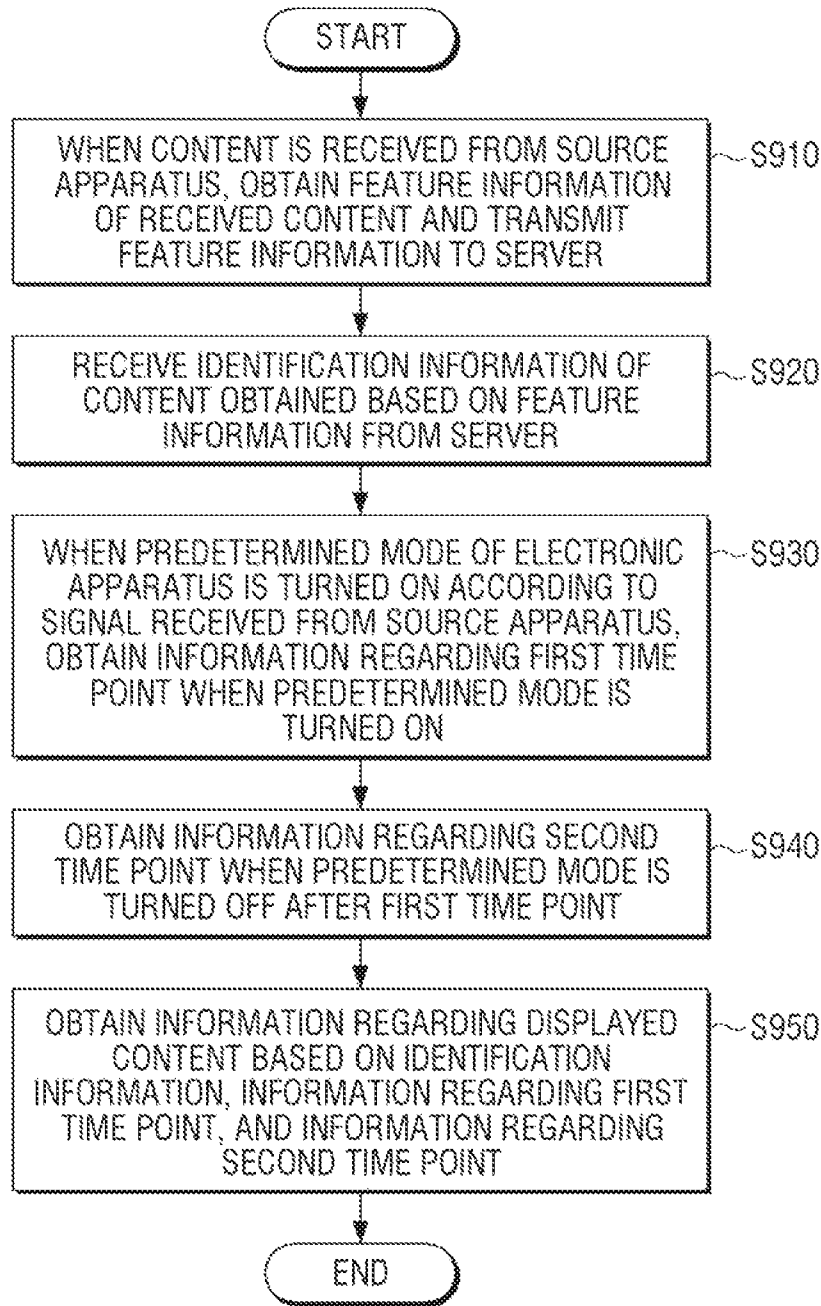 START
WHEN CONTENT IS RECEIVED FROM SOURCE
APPARATUS, OBTAIN FEATURE INFORMATION
OF RECEIVED CONTENT AND TRANSMIT
FEATURE INFORMATION TO SERVER
S910
RECEIVE IDENTIFICATION INFORMATION OF
CONTENT OBTAINED BASED ON FEATURE
INFORMATION FROM SERVER
S920
WHEN PREDETERMINED MODE OF ELECTRONIC
APPARATUS IS TURNED ON ACCORDING TO
SIGNAL RECEIVED FROM SOURCE APPARATUS,
OBTAIN INFORMATION REGARDING FIRST TIME
POINT WHEN PREDETERMINED MODE IS
TURNED ON
S930
OBTAIN INFORMATION REGARDING SECOND
TIME POINT WHEN PREDETERMINED MODE IS
TURNED OFF AFTER FIRST TIME POINT
S940
OBTAIN INFORMATION REGARDING DISPLAYED
CONTENT BASED ON IDENTIFICATION
INFORMATION, INFORMATION REGARDING FIRST
TIME POINT, AND INFORMATION REGARDING
SECOND TIME POINT
S950
END